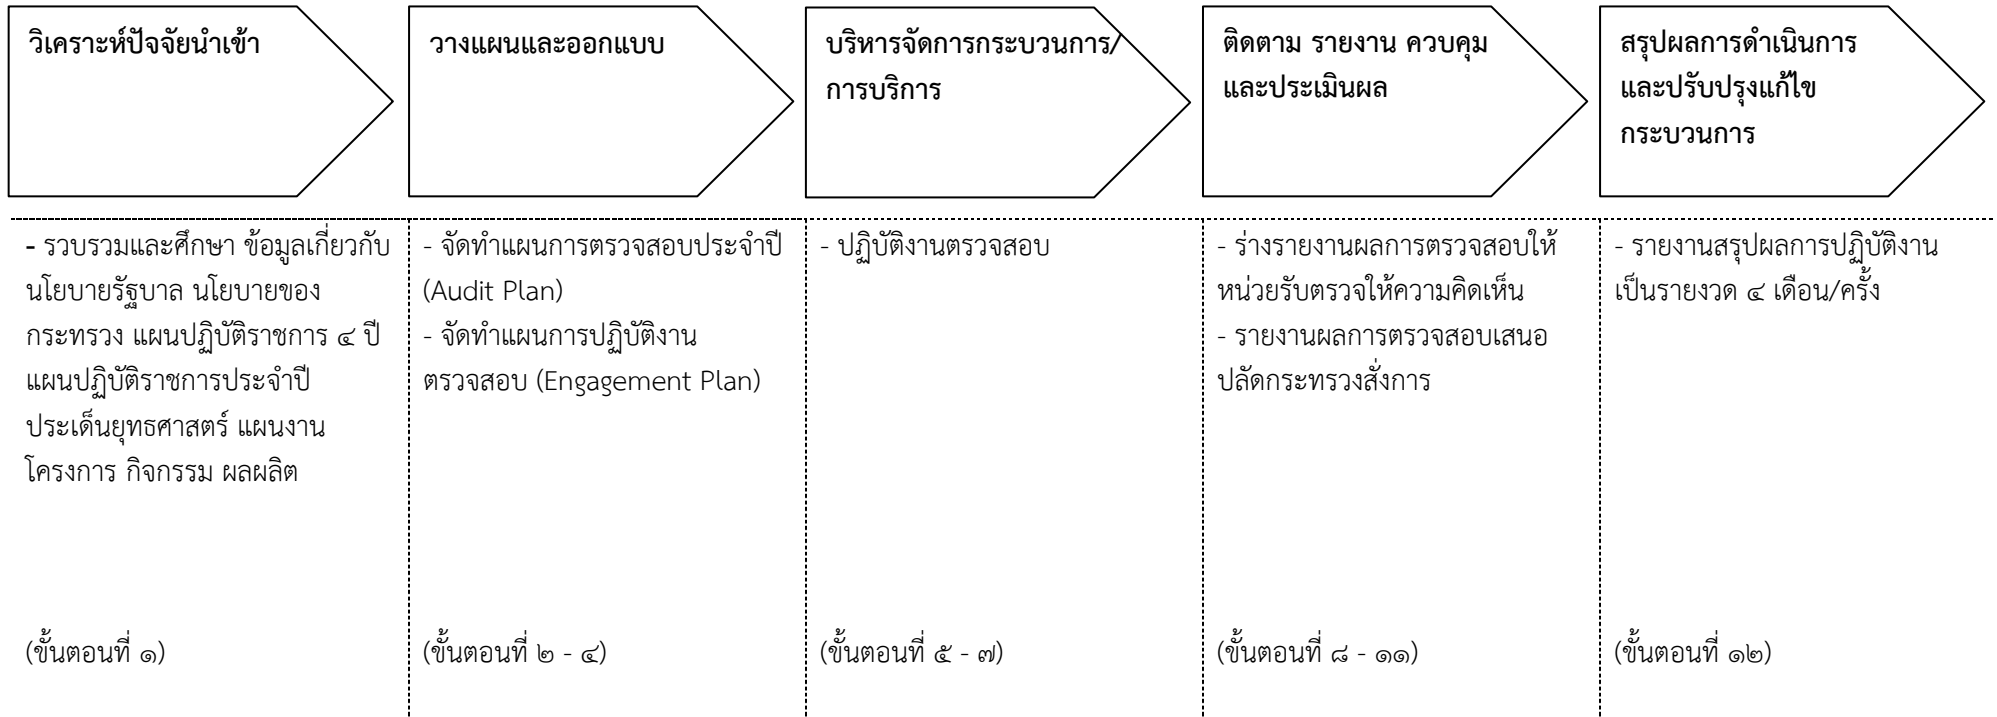 วิเคราะห์ปัจจัยนำเข้า
วางแผนและออกแบบ
บริหารจัดการกระบวนการ/
การบริการ
ติดตาม รายงาน ควบคุม
และประเมินผล
สรุปผลการดำเนินการ
และปรับปรุงแก้ไข
กระบวนการ
- รวบรวมและศึกษา ข้อมูลเกี่ยวกับ
นโยบายรัฐบาล นโยบายของ
กระทรวง แผนปฏิบัติราชการ ๔ ปี
แผนปฏิบัติราชการประจำปี
ประเด็นยุทธศาสตร์ แผนงาน
โครงการ กิจกรรม ผลผลิต
(ขั้นตอนที่ ๑)
- จัดทำแผนการตรวจสอบประจำปี
(Audit Plan)
- จัดทำแผนการปฏิบัติงาน
ตรวจสอบ (Engagement Plan)
(ขั้นตอนที่ ๒ - ๔)
- ปฏิบัติงานตรวจสอบ
(ขั้นตอนที่ ๕ - ๗)
- ร่างรายงานผลการตรวจสอบให้
หน่วยรับตรวจให้ความคิดเห็น
- รายงานผลการตรวจสอบเสนอ
ปลัดกระทรวงสั่งการ
(ขั้นตอนที่ ๘ - ๑๑)
- รายงานสรุปผลการปฏิบัติงาน
เป็นรายงวด ๔ เดือน/ครั้ง
(ขั้นตอนที่ ๑๒)